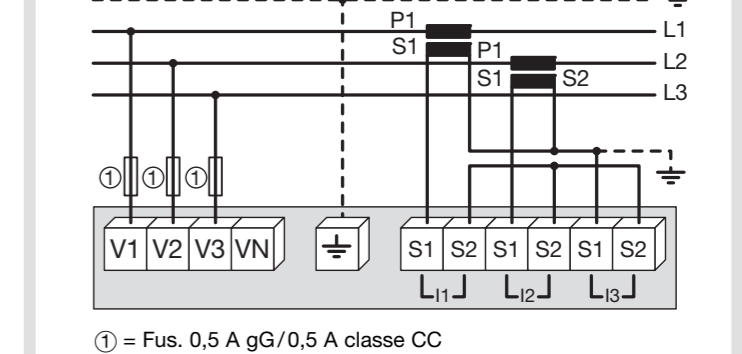 P1 L1
S1 P1 L2
S1 S2 L3
① ① ①
V1 V2 V3 VN S1 S2 S1 S2 S1 S2
I1 I2 I3
① = Fus. 0,5 A gG/0,5 A classe CC